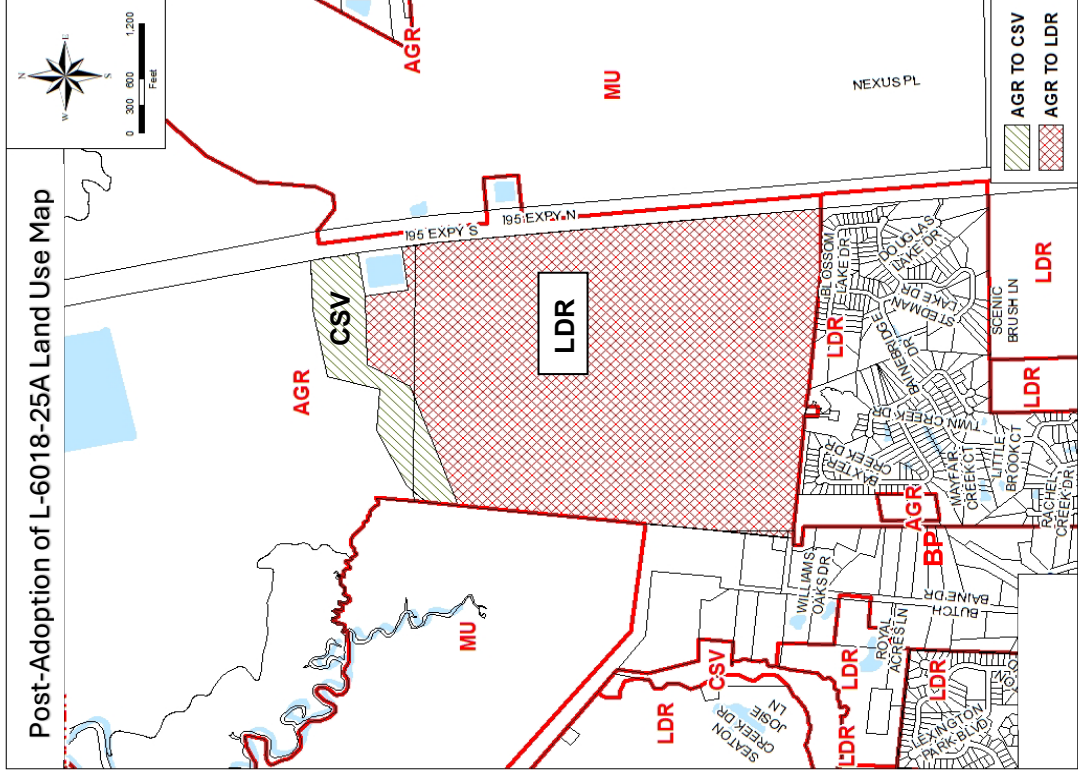 Post-Adoption of L-6018-25A Land Use Map
N
W
E
S
0 300 600 1,200
Feet
AGR
MU
NEXUS PL
195 EXPY S
195 EXPY N
CSV
AGR
LDR
MU
BLOSSOM
LAKE DR
DOUGLAS
LAKE DR
STEDMAN
LAKE DR
LDR
BAINEBRIDGE
DR
SCENIC
BRUSH LN
LDR
LDR
TWIN CREEK DR
BAXTER
CREEK DR
MAYFAIR
CREEK CT
LITTLE
BROOK CT
RACHEL
CREEK DR
AGR
BP
WILLIAMS
OAKS DR
BUTCH
BAINE DR
ROYAL
ACRES LN
CSV
LDR
LDR
LDR
LDR
SEATON
CREEK DR
JOSIE
LN
LEXINGTON
PARK BLVD
AGR TO CSV
AGR TO LDR